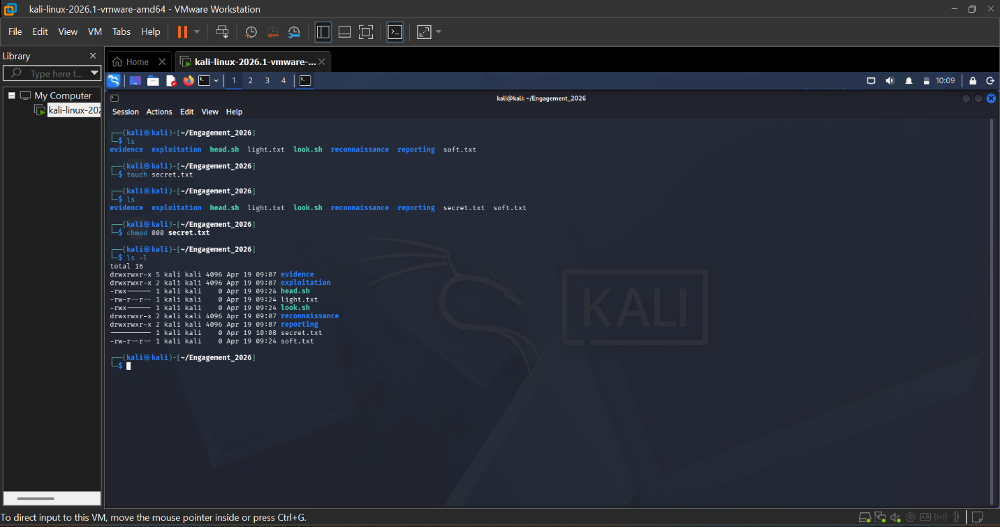 kali-linux-2026.1-vmware-amd64 - VMware Workstation
File Edit View VM Tabs Help
Library
Home kali-linux-2026.1-vmware-...
Type here t...
1 2 3 4 10:09
My Computer
kali-linux-202
kali@kali: ~/Engagement_2026
Session Actions Edit View Help
┌──(kali㉿kali)-[~/Engagement_2026]
└─$ ls
evidence exploitation head.sh light.txt look.sh reconnaissance reporting soft.txt
┌──(kali㉿kali)-[~/Engagement_2026]
└─$ touch secret.txt
┌──(kali㉿kali)-[~/Engagement_2026]
└─$ ls
evidence exploitation head.sh light.txt look.sh reconnaissance reporting secret.txt soft.txt
┌──(kali㉿kali)-[~/Engagement_2026]
└─$ chmod 000 secret.txt
┌──(kali㉿kali)-[~/Engagement_2026]
└─$ ls -l
total 16
drwxrwxr-x 5 kali kali 4096 Apr 19 09:07 evidence
drwxrwxr-x 2 kali kali 4096 Apr 19 09:07 exploitation
-rwx------ 1 kali kali 0 Apr 19 09:24 head.sh
-rw-r--r-- 1 kali kali 0 Apr 19 09:24 light.txt
-rwx------ 1 kali kali 0 Apr 19 09:24 look.sh
drwxrwxr-x 2 kali kali 4096 Apr 19 09:07 reconnaissance
drwxrwxr-x 2 kali kali 4096 Apr 19 09:07 reporting
---------- 1 kali kali 0 Apr 19 10:08 secret.txt
-rw-r--r-- 1 kali kali 0 Apr 19 09:24 soft.txt
┌──(kali㉿kali)-[~/Engagement_2026]
└─$
KALI
To direct input to this VM, move the mouse pointer inside or press Ctrl+G.